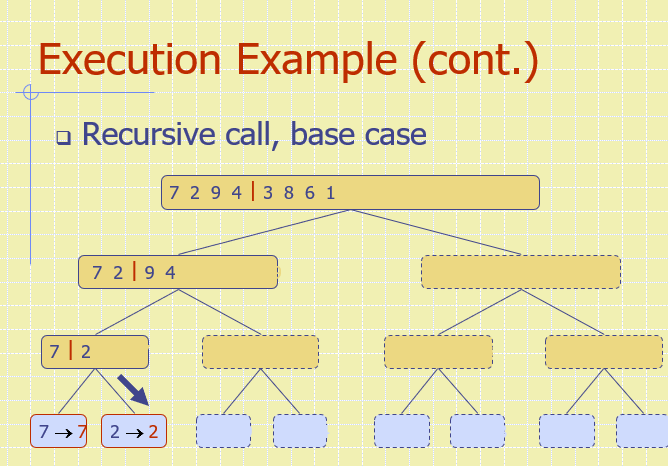 Execution Example (cont.)
Recursive call, base case
7 2 9 4 | 3 8 6 1
7 2 | 9 4
7 | 2
7 → 7 2 → 2